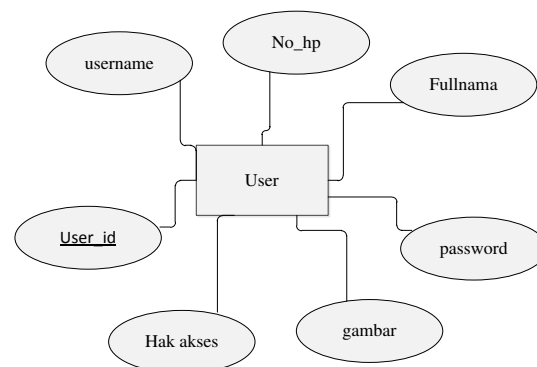 No_hp
username
Fullnama
User
User_id
password
gambar
Hak akses